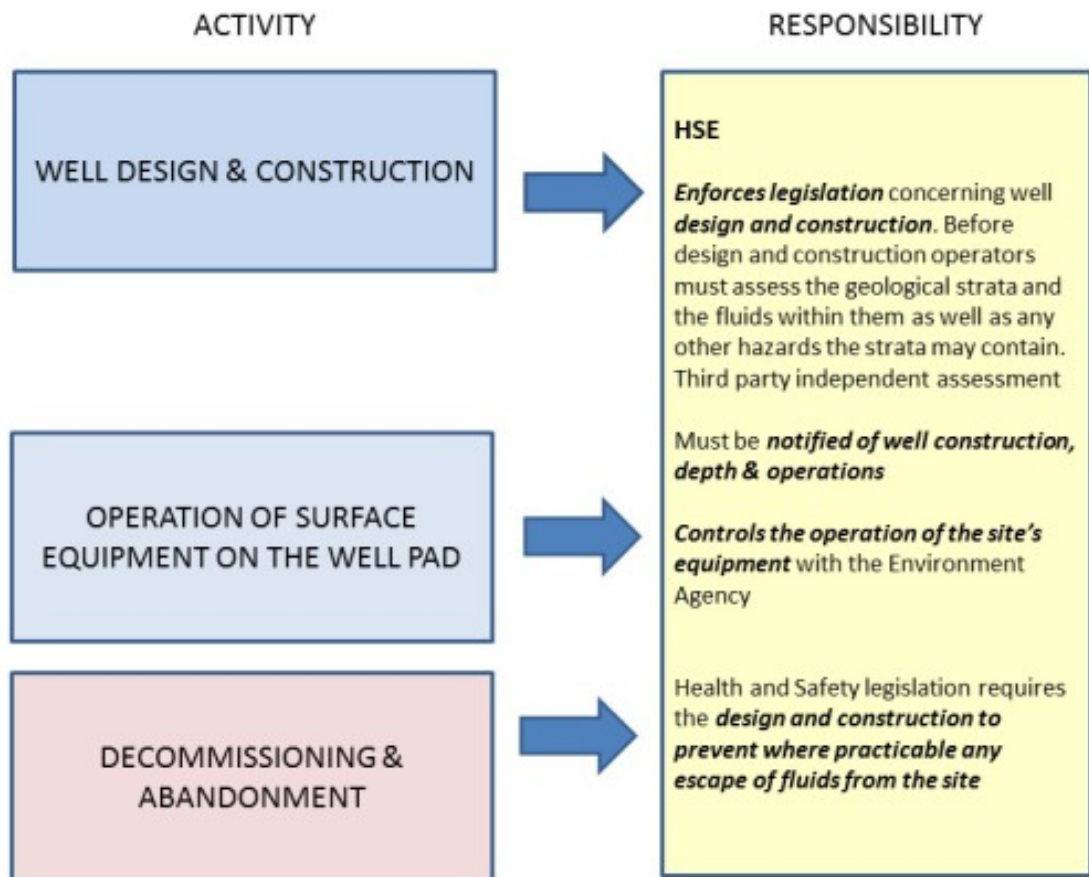 ACTIVITY
RESPONSIBILITY
WELL DESIGN & CONSTRUCTION
OPERATION OF SURFACE
EQUIPMENT ON THE WELL PAD
DECOMMISSIONING &
ABANDONMENT
HSE
Enforces legislation concerning well
design and construction. Before
design and construction operators
must assess the geological strata and
the fluids within them as well as any
other hazards the strata may contain.
Third party independent assessment
Must be notified of well construction,
depth & operations
Controls the operation of the site's
equipment with the Environment
Agency
Health and Safety legislation requires
the design and construction to
prevent where practicable any
escape of fluids from the site